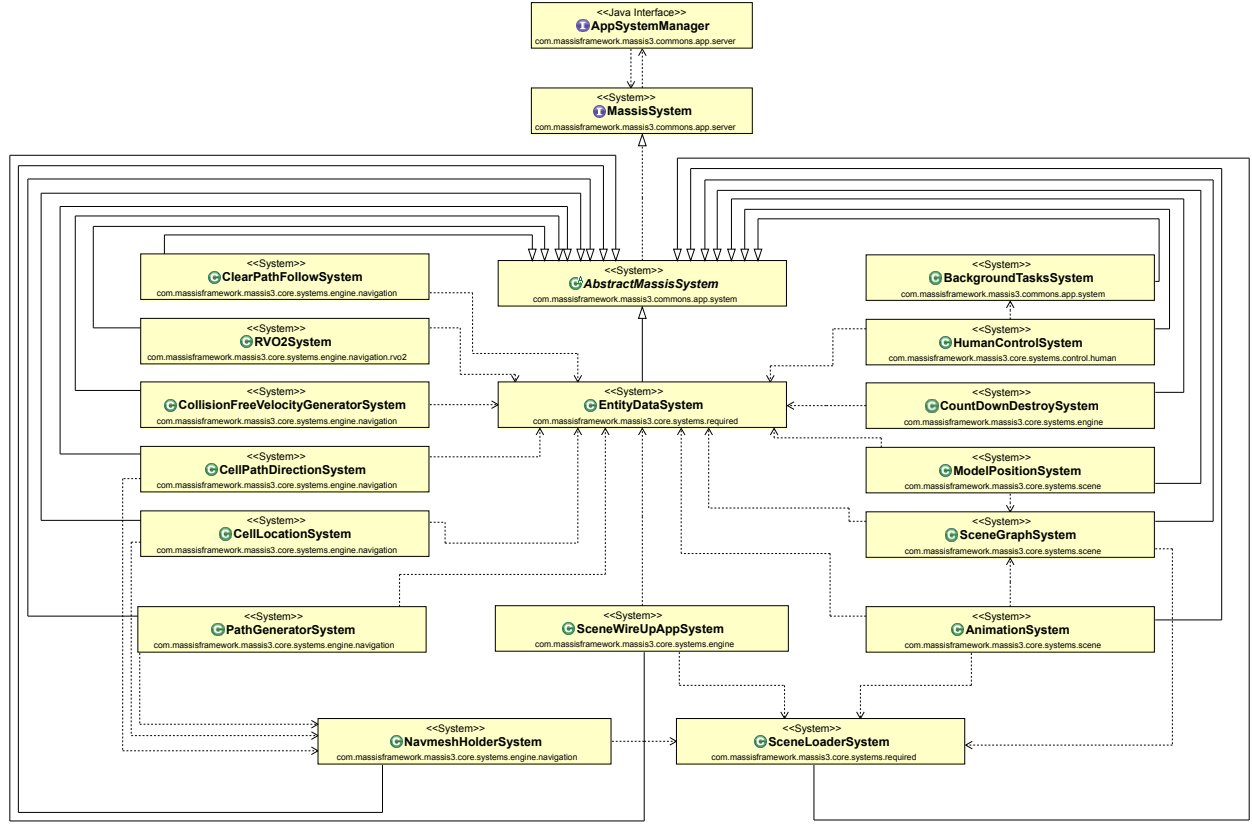 <<Java Interface>>
AppSystemManager
com.massisframework.massis3.commons.app.server
<<System>>
MassisSystem
com.massisframework.massis3.commons.app.server
<<System>>
ClearPathFollowSystem
com.massisframework.massis3.core.systems.engine.navigation
<<System>>
AbstractMassisSystem
com.massisframework.massis3.commons.app.system
<<System>>
BackgroundTasksSystem
com.massisframework.massis3.commons.app.system
<<System>>
RVO2System
com.massisframework.massis3.core.systems.engine.navigation.rvo2
<<System>>
HumanControlSystem
com.massisframework.massis3.core.systems.control.human
<<System>>
CollisionFreeVelocityGeneratorSystem
com.massisframework.massis3.core.systems.engine.navigation
<<System>>
EntityDataSystem
com.massisframework.massis3.core.systems.required
<<System>>
CountDownDestroySystem
com.massisframework.massis3.core.systems.engine
<<System>>
CellPathDirectionSystem
com.massisframework.massis3.core.systems.engine.navigation
<<System>>
ModelPositionSystem
com.massisframework.massis3.core.systems.scene
<<System>>
CellLocationSystem
com.massisframework.massis3.core.systems.engine.navigation
<<System>>
SceneGraphSystem
com.massisframework.massis3.core.systems.scene
<<System>>
PathGeneratorSystem
com.massisframework.massis3.core.systems.engine.navigation
<<System>>
SceneWireUpAppSystem
com.massisframework.massis3.core.systems.engine
<<System>>
AnimationSystem
com.massisframework.massis3.core.systems.scene
<<System>>
NavmeshHolderSystem
com.massisframework.massis3.core.systems.engine.navigation
<<System>>
SceneLoaderSystem
com.massisframework.massis3.core.systems.required